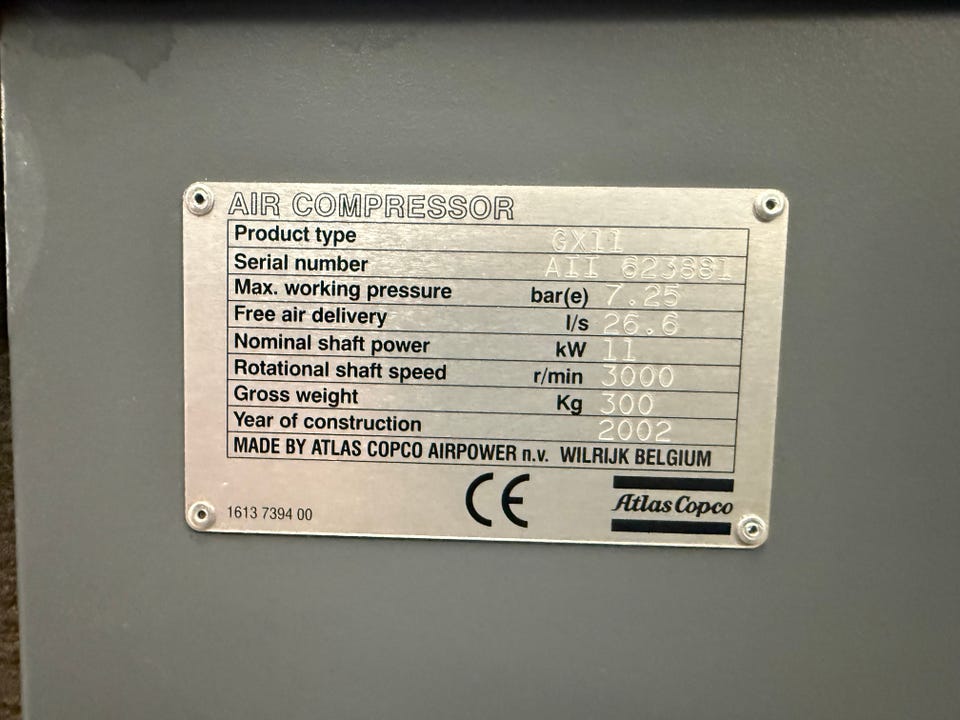 AIR COMPRESSOR
Product type GX11
Serial number AII 623881
Max. working pressure bar(e) 7.25
Free air delivery l/s 26.6
Nominal shaft power kW 11
Rotational shaft speed r/min 3000
Gross weight Kg 300
Year of construction 2002
MADE BY ATLAS COPCO AIRPOWER n.v. WILRIJK BELGIUM
1613 7394 00
CE
Atlas Copco